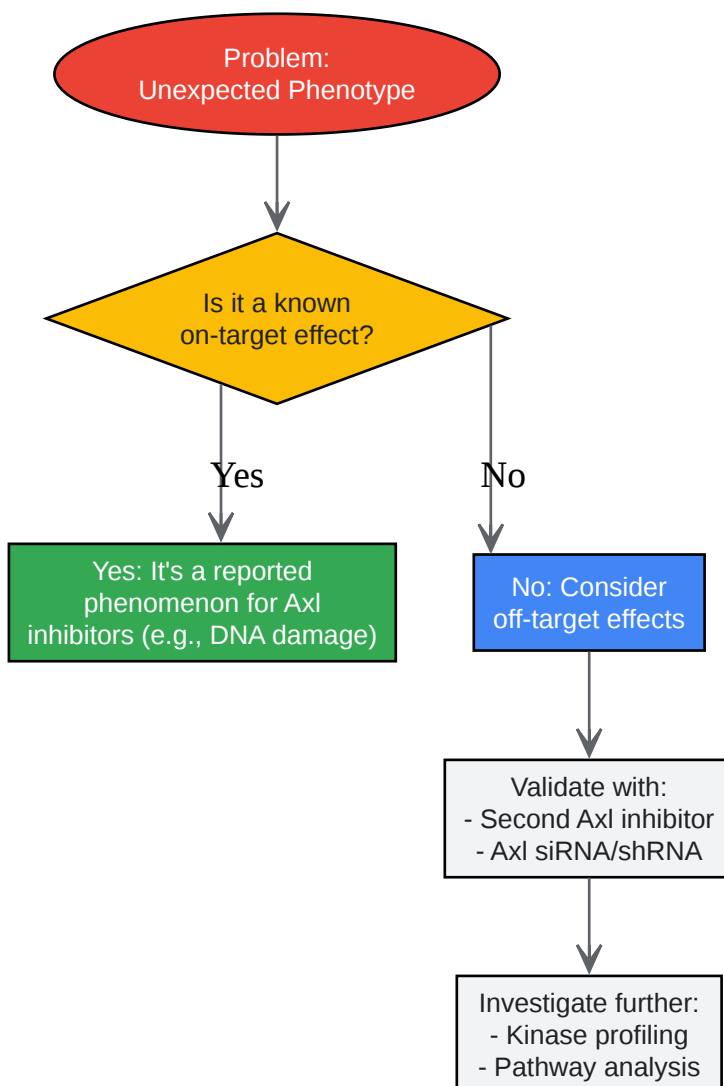 Problem:
Unexpected Phenotype
Is it a known
on-target effect?
Yes
No
Yes: It's a reported
phenomenon for Axl
inhibitors (e.g., DNA damage)
No: Consider
off-target effects
Validate with:
- Second Axl inhibitor
- Axl siRNA/shRNA
Investigate further:
- Kinase profiling
- Pathway analysis